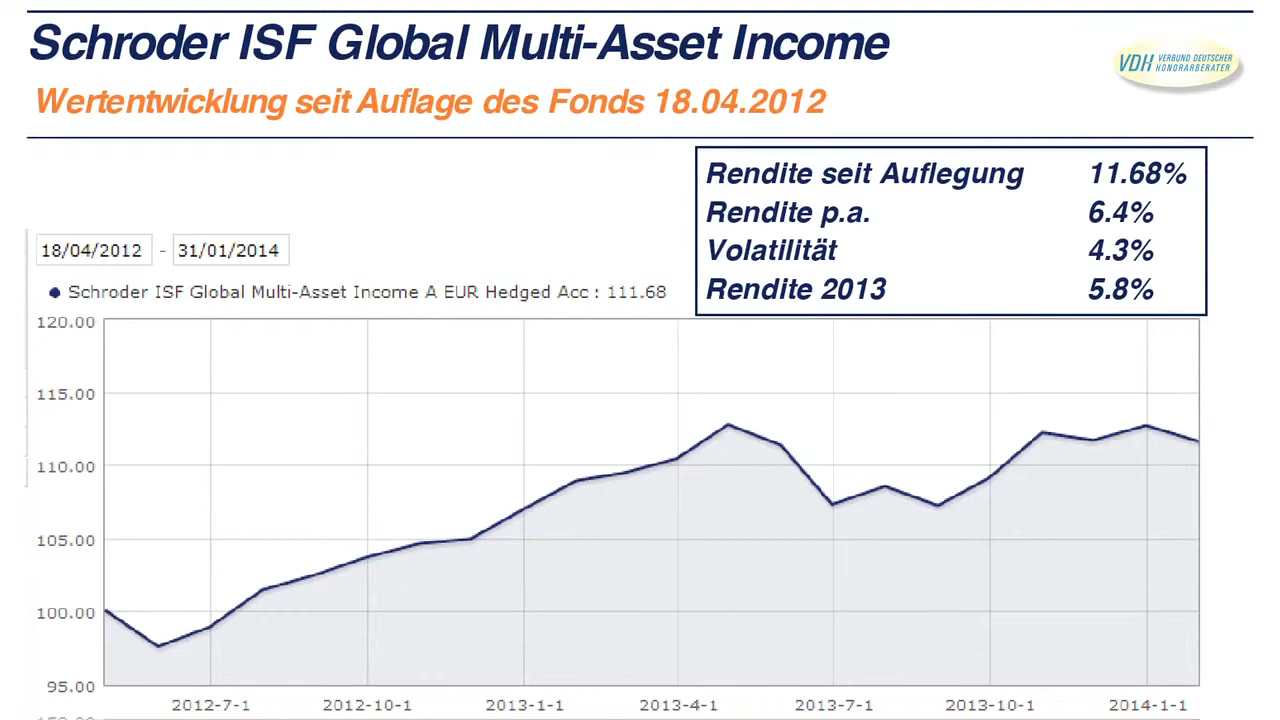 Schroder ISF Global Multi-Asset Income
VDH VERBUND DEUTSCHER
HONORARBERATER
Wertentwicklung seit Auflage des Fonds 18.04.2012
Rendite seit Auflegung 11.68%
Rendite p.a. 6.4%
Volatilität 4.3%
Rendite 2013 5.8%
18/04/2012 - 31/01/2014
Schroder ISF Global Multi-Asset Income A EUR Hedged Acc : 111.68
120.00
115.00
110.00
105.00
100.00
95.00
2012-7-1 2012-10-1 2013-1-1 2013-4-1 2013-7-1 2013-10-1 2014-1-1